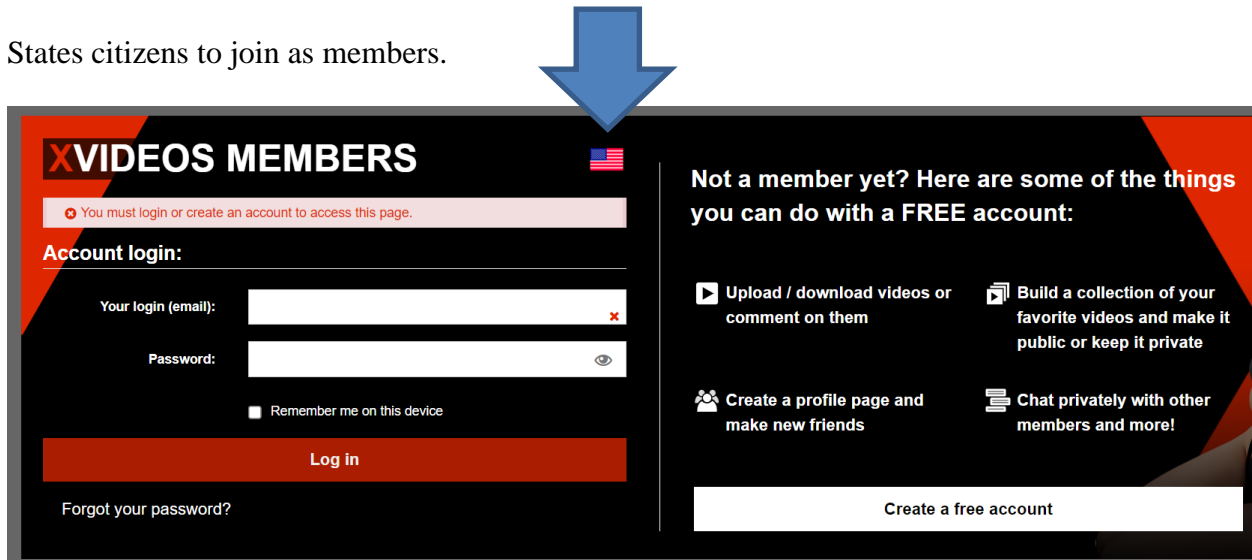 States citizens to join as members.
XVIDEOS MEMBERS
You must login or create an account to access this page.
Account login:
Your login (email):
Password:
Remember me on this device
Log in
Forgot your password?
Not a member yet? Here are some of the things
you can do with a FREE account:
Upload / download videos or
comment on them
Build a collection of your
favorite videos and make it
public or keep it private
Create a profile page and
make new friends
Chat privately with other
members and more!
Create a free account